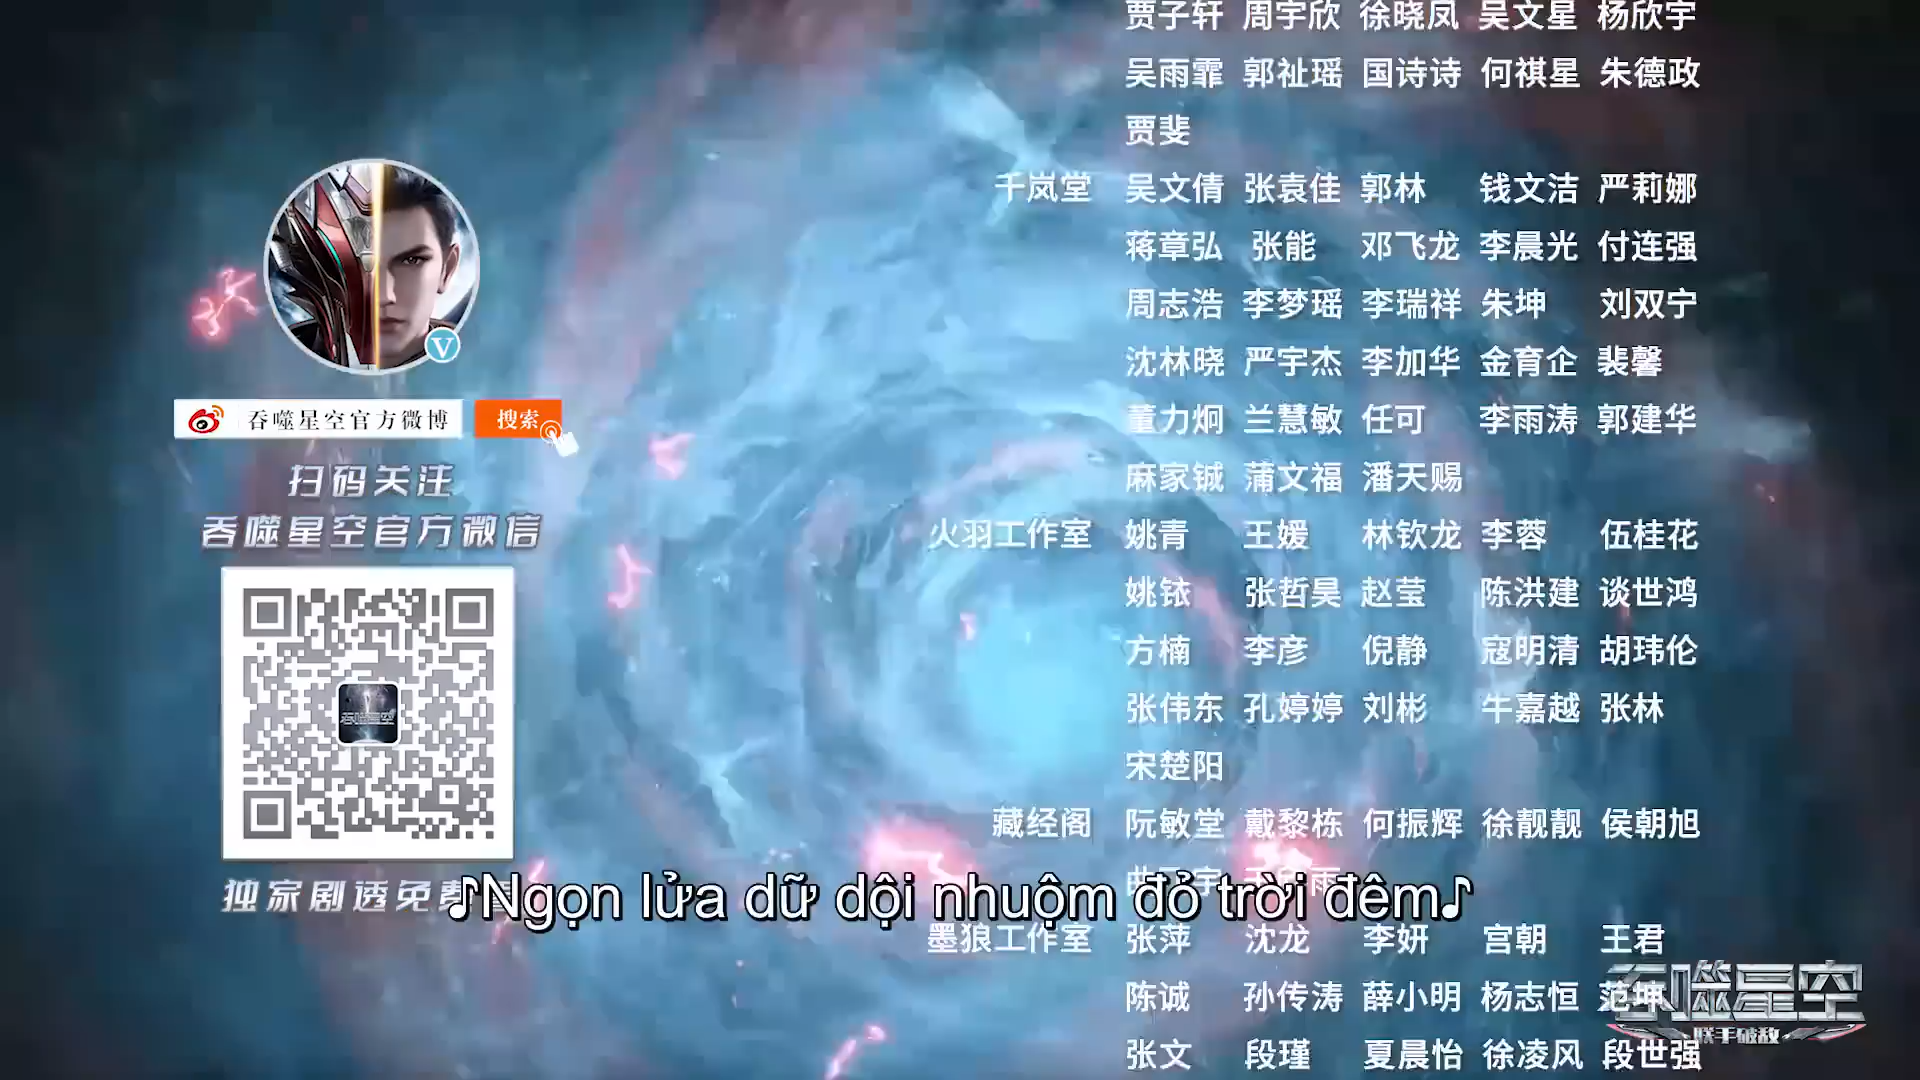 贾子轩 周宇欣 徐晓凤 吴文星 杨欣宇
吴雨霏 郭祉瑶 国诗诗 何祺星 朱德政
贾斐
千岚堂 吴文倩 张袁佳 郭林 钱文洁 严莉娜
蒋章弘 张能 邓飞龙 李晨光 付连强
周志浩 李梦瑶 李瑞祥 朱坤 刘双宁
沈林晓 严宇杰 李加华 金育企 裴馨
董力炯 兰慧敏 任可 李雨涛 郭建华
麻家铖 蒲文福 潘天赐
火羽工作室 姚青 王媛 林钦龙 李蓉 伍桂花
姚铱 张哲昊 赵莹 陈洪建 谈世鸿
方楠 李彦 倪静 寇明清 胡玮伦
张伟东 孔婷婷 刘彬 牛嘉越 张林
宋楚阳
藏经阁 阮敏堂 戴黎栋 何振辉 徐靓靓 侯朝旭
墨狼工作室 张萍 沈龙 李妍 宫朝 王君
陈诚 孙传涛 薛小明 杨志恒 范坤
张文 段瑾 夏晨怡 徐凌风 段世强
V
吞噬星空官方微博 搜索
扫码关注
吞噬星空官方微信
吞噬星空
独家剧透免费
♪Ngọn lửa dữ dội nhuộm đỏ trời đêm♪
吞噬星空
联手破敌